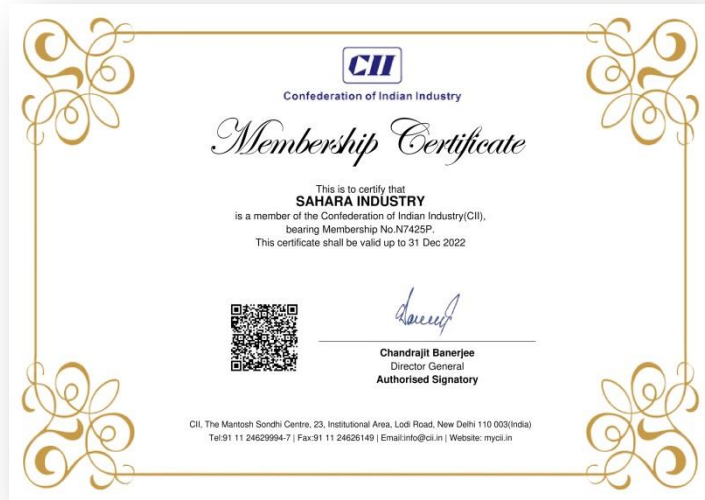 CII
Confederation of Indian Industry
Membership Certificate
This is to certify that
SAHARA INDUSTRY
is a member of the Confederation of Indian Industry(CII),
bearing Membership No.N7425P.
This certificate shall be valid up to 31 Dec 2022
Chandrajit Banerjee
Director General
Authorised Signatory
CII, The Mantosh Sondhi Centre, 23, Institutional Area, Lodi Road, New Delhi 110 003(India)
Tel:91 11 24629994-7 | Fax:91 11 24626149 | Email:info@cii.in | Website: mycii.in